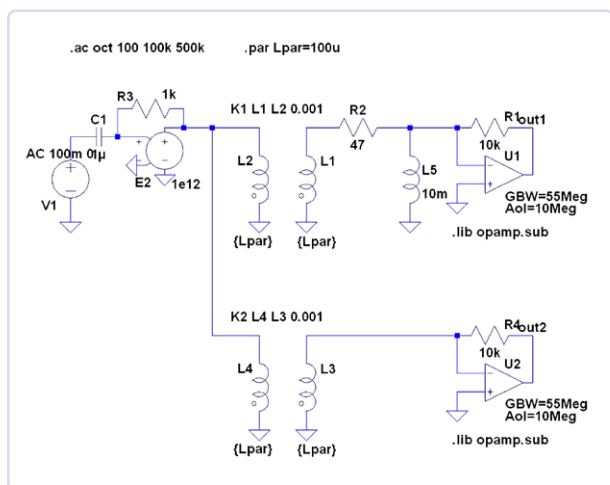 .ac oct 100 100k 500k
.par Lpar=100u
R3
1k
C1
K1 L1 L2 0.001
R2
47
R1
out1
10k
U1
AC 100m 0
1µ
V1
E2
1e12
L2
L1
L5
10m
{Lpar}
{Lpar}
GBW=55Meg
Aol=10Meg
.lib opamp.sub
K2 L4 L3 0.001
R4
out2
10k
U2
L4
L3
{Lpar}
{Lpar}
GBW=55Meg
Aol=10Meg
.lib opamp.sub